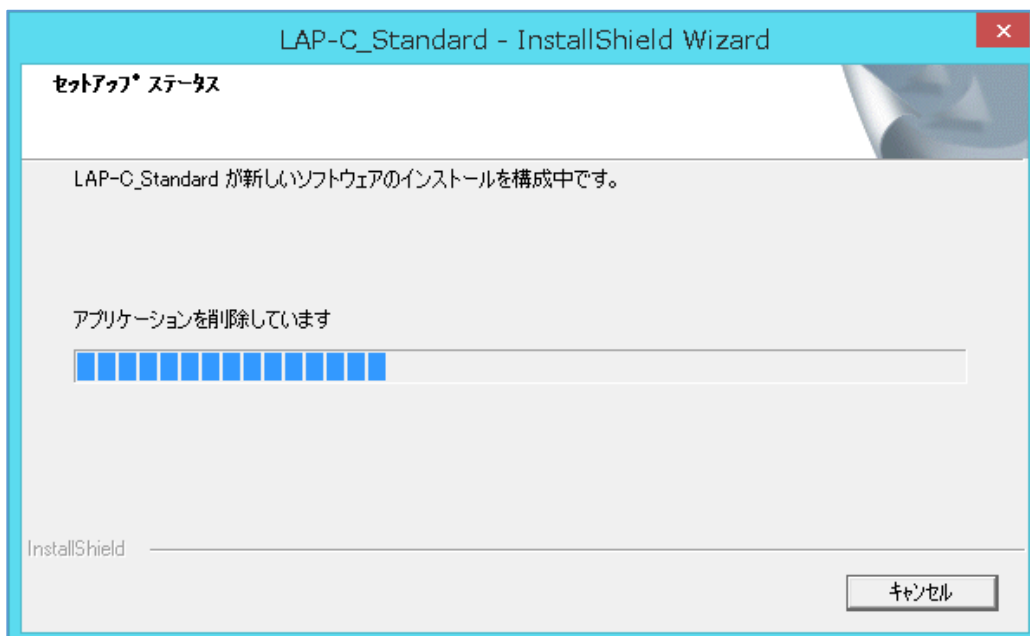 LAP-C_Standard - InstallShield Wizard
セットアップ ステータス
LAP-C_Standard が新しいソフトウェアのインストールを構成中です。
アプリケーションを削除しています
InstallShield
キャンセル